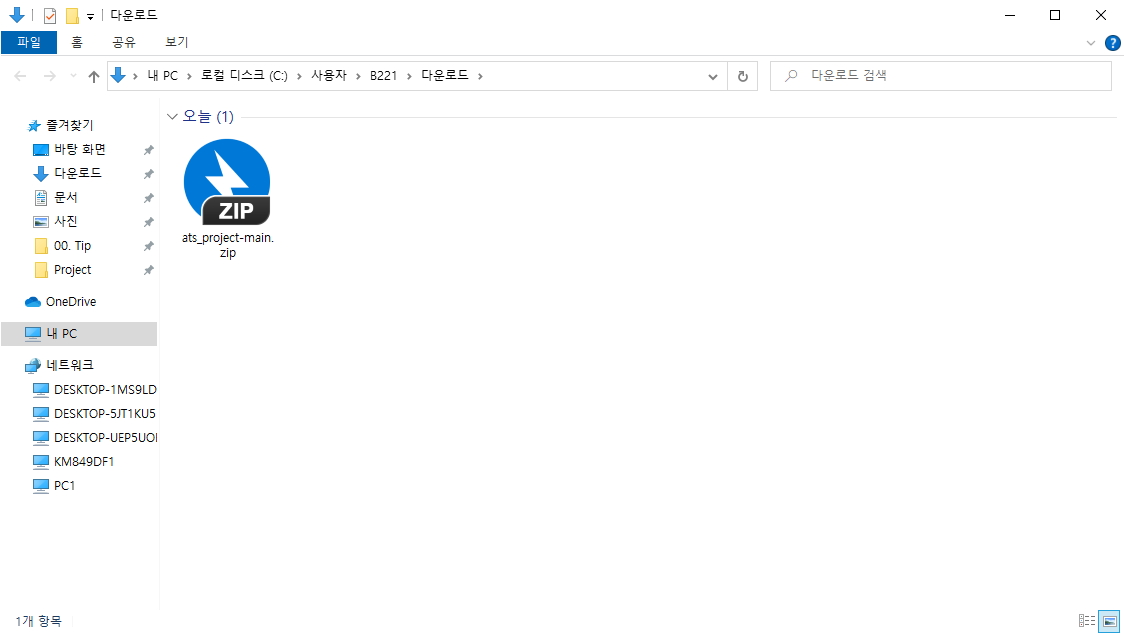 다운로드
파일 홈 공유 보기
내 PC 로컬 디스크 (C:) 사용자 B221 다운로드
다운로드 검색
즐겨찾기
바탕 화면
다운로드
문서
사진
00. Tip
Project
OneDrive
내 PC
네트워크
DESKTOP-1MS9LD
DESKTOP-5JT1KU5
DESKTOP-UEP5UO
KM849DF1
PC1
오늘 (1)
ZIP
ats_project-main.
zip
1개 항목